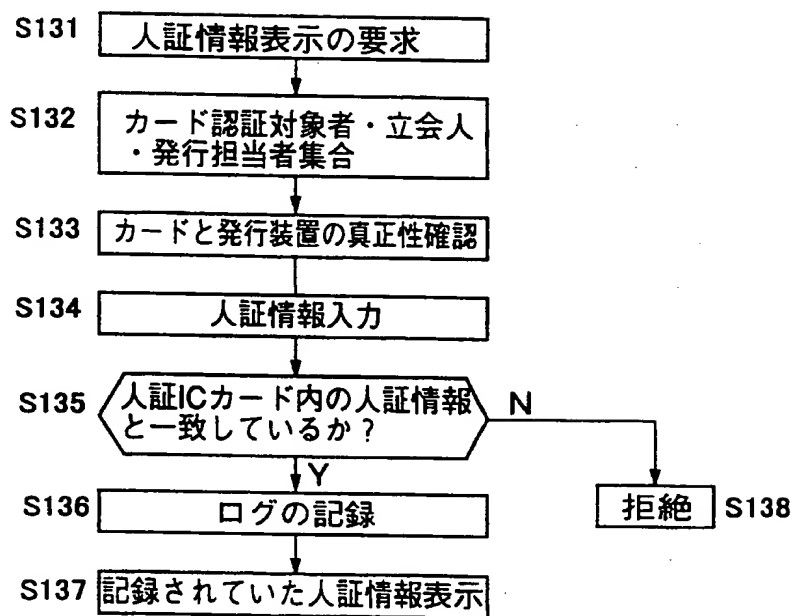 S131 人証情報表示の要求
S132 カード認証対象者・立会人
・発行担当者集合
S133 カードと発行装置の真正性確認
S134 人証情報入力
S135 人証ICカード内の人証情報 N
と一致しているか?
Y
S136 ログの記録
拒絶 S138
S137 記録されていた人証情報表示